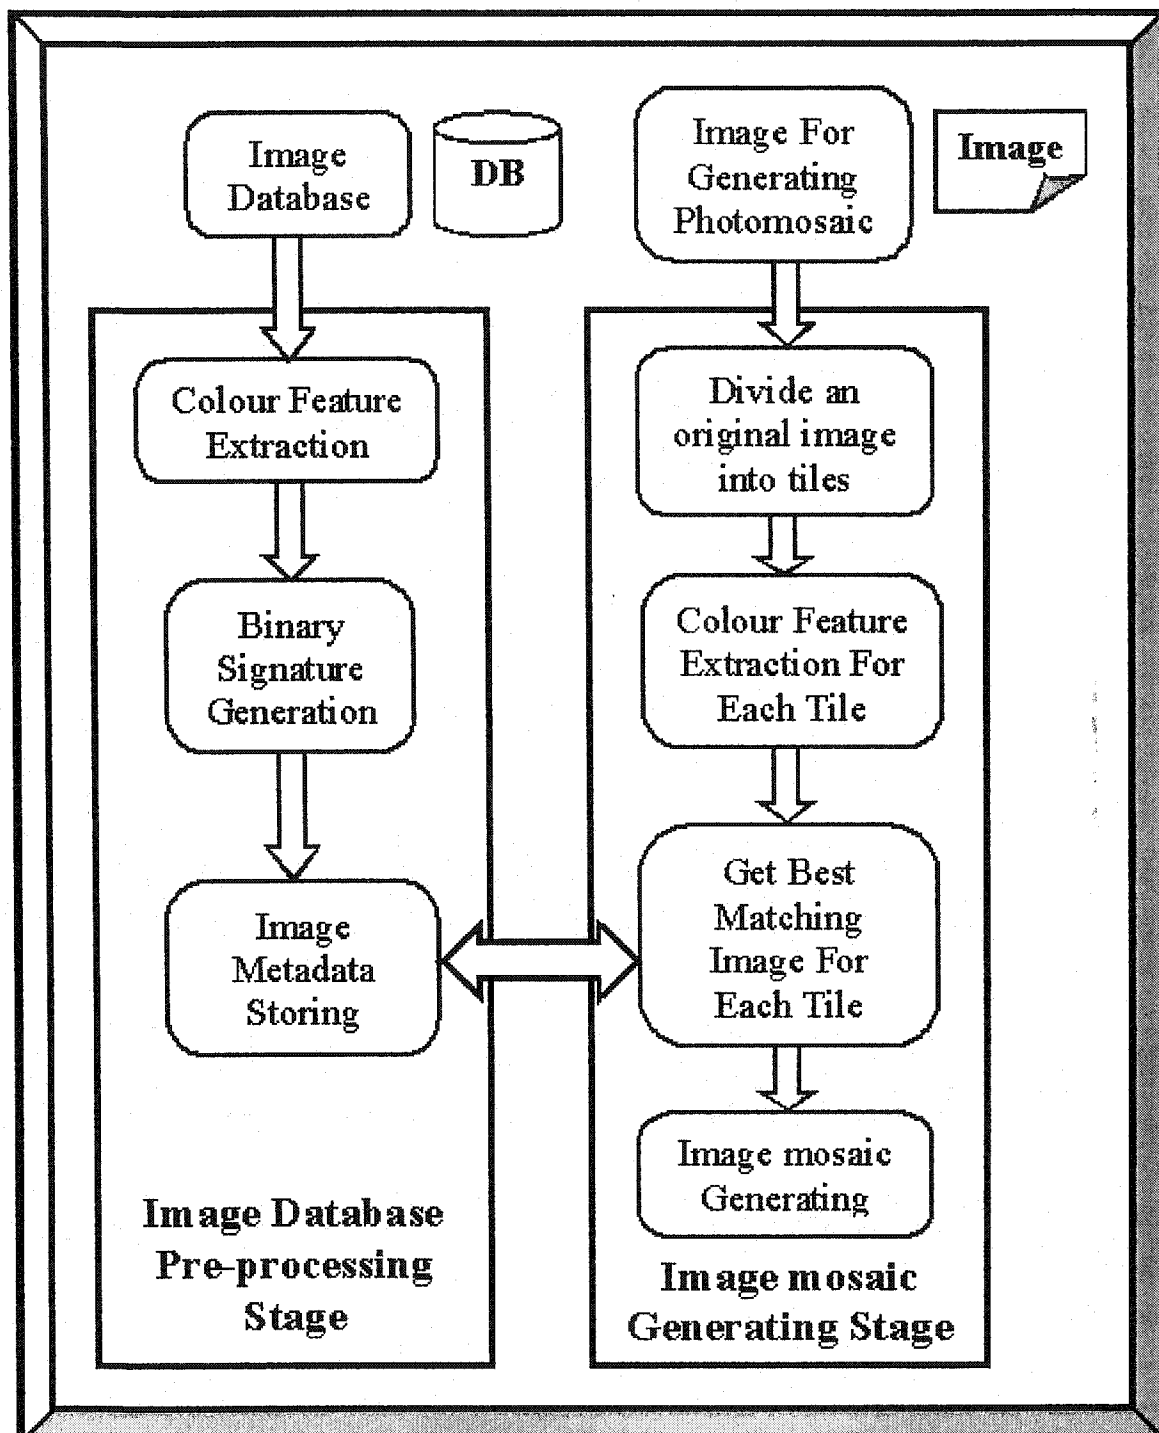 Image
Database
DB
Image For
Generating
Photomosaic
Image
Colour Feature
Extraction
Binary
Signature
Generation
Image
Metadata
Storing
Image Database
Pre-processing
Stage
Divide an
original image
into tiles
Colour Feature
Extraction For
Each Tile
Get Best
Matching
Image For
Each Tile
Image mosaic
Generating
Image mosaic
Generating Stage